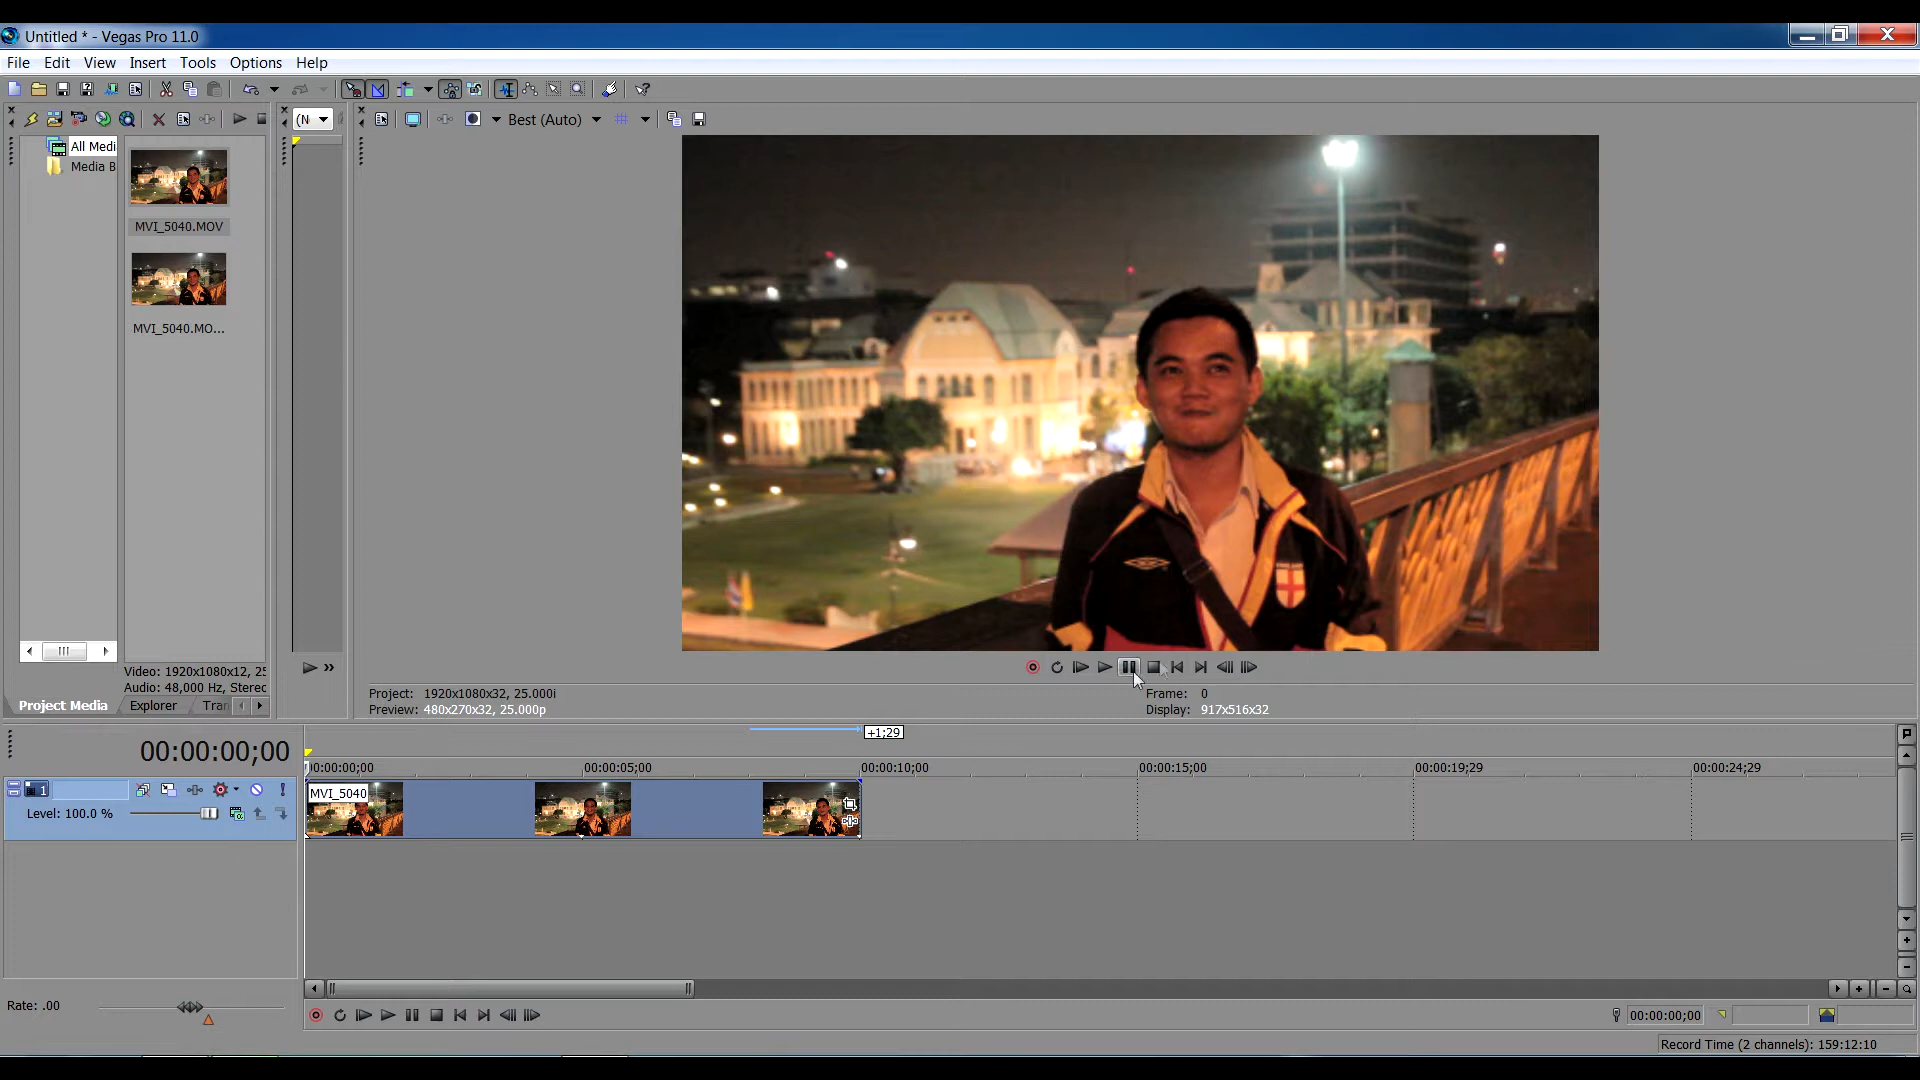 Untitled * - Vegas Pro 11.0
File Edit View Insert Tools Options Help
(N
Best (Auto)
All Medi
Media B
MVI_5040.MOV
MVI_5040.MO...
Video: 1920x1080x12, 25
Audio: 48,000 Hz, Sterec
Project Media Explorer Tran
Project: 1920x1080x32, 25.000i
Preview: 480x270x32, 25.000p
Frame: 0
Display: 917x516x32
+1;29
00:00:00;00
00:00:00;00 00:00:05;00 00:00:10;00 00:00:15;00 00:00:19;29 00:00:24;29
1
MVI_5040
Level: 100.0 %
Rate: .00
00:00:00;00
Record Time (2 channels): 159:12:10